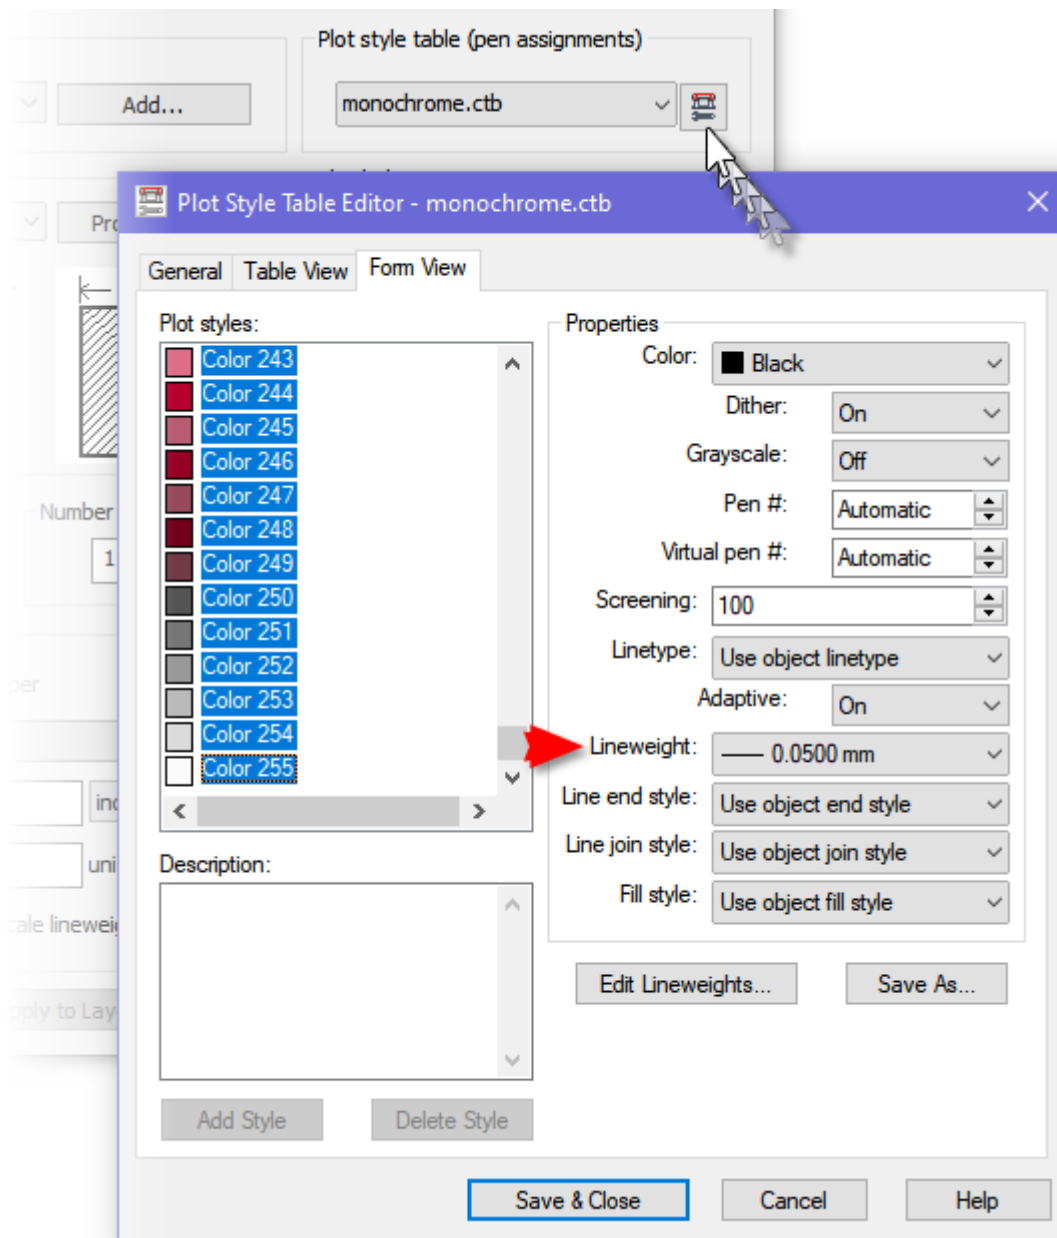 Plot style table (pen assignments)
Add...
monochrome.ctb
Plot Style Table Editor - monochrome.ctb
General Table View Form View
Plot styles:
Color 243
Color 244
Color 245
Color 246
Color 247
Color 248
Color 249
Color 250
Color 251
Color 252
Color 253
Color 254
Color 255
Number
1
Description:
Add Style
Delete Style
Properties
Color: Black
Dither: On
Grayscale: Off
Pen #: Automatic
Virtual pen #: Automatic
Screening: 100
Linetype: Use object linetype
Adaptive: On
Lineweight: 0.0500 mm
Line end style: Use object end style
Line join style: Use object join style
Fill style: Use object fill style
Edit Lineweights...
Save As...
Save & Close
Cancel
Help